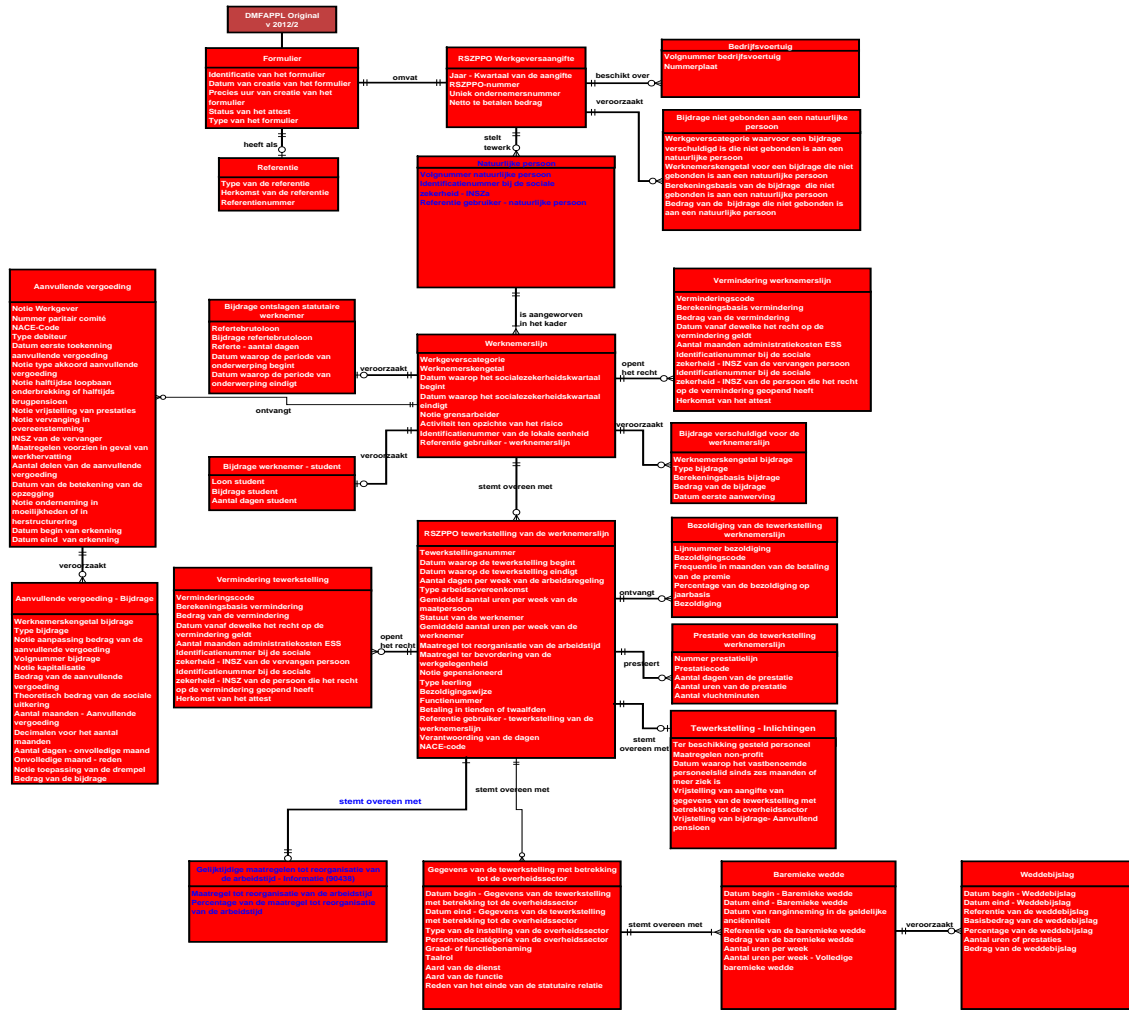 DMFAPPL Original
v 2012/2
Formulier
Identificatie van het formulier
Datum van creatie van het formulier
Precies uur van creatie van het
formulier
Status van het attest
Type van het formulier
omvat
RSZPPO Werkgeversaangifte
Jaar - Kwartaal van de aangifte
RSZPPO-nummer
Uniek ondernemersnummer
Netto te betalen bedrag
beschikt over
Bedrijfsvoertuig
Volgnummer bedrijfsvoertuig
Nummerplaat
veroorzaakt
Bijdrage niet gebonden aan een natuurlijke
persoon
Werkgeverscategorie waarvoor een bijdrage
verschuldigd is die niet gebonden is aan een
natuurlijke persoon
Werknemerskengetal voor een bijdrage die niet
gebonden is aan een natuurlijke persoon
Berekeningsbasis van de bijdrage die niet
gebonden is aan een natuurlijke persoon
Bedrag van de bijdrage die niet gebonden is
aan een natuurlijke persoon
heeft als
Referentie
Type van de referentie
Herkomst van de referentie
Referentienummer
stelt
tewerk
Natuurlijke persoon
Volgnummer natuurlijke persoon
Identificatienummer bij de sociale
zekerheid - INSZs
Referentie gebruiker - natuurlijke persoon
is aangeworven
in het kader
Aanvullende vergoeding
Notie Werkgever
Nummer paritair comité
NACE-Code
Type debiteur
Datum eerste toekenning
aanvullende vergoeding
Notie type akkoord aanvullende
vergoeding
Notie halftijdse loopbaan
onderbrekking of halftijds
brugpensioen
Notie vrijstelling van prestaties
Notie vervanging in
overeenstemming
INSZ van de vervanger
Maatregelen voorzien in geval van
werkhervatting
Aantal delen van de aanvullende
vergoeding
Datum van de betekening van de
opzegging
Notie onderneming in
moeilijkheden of in
herstructurering
Datum begin van erkenning
Datum eind van erkenning
ontvangt
Bijdrage ontslagen statutaire
werknemer
Refertebrutoloon
Bijdrage refertebrutoloon
Referte - aantal dagen
Datum waarop de periode van
onderwerping begint
Datum waarop de periode van
onderwerping eindigt
veroorzaakt
Werknemerslijn
Werkgeverscategorie
Werknemerskengetal
Datum waarop het socialezekerheidskwartaal
begint
Datum waarop het socialezekerheidskwartaal
eindigt
Notie grensarbeider
Activiteit ten opzichte van het risico
Identificatienummer van de lokale eenheid
Referentie gebruiker - werknemerslijn
opent
het recht
Vermindering werknemerslijn
Verminderingscode
Berekeningsbasis vermindering
Bedrag van de vermindering
Datum vanaf dewelke het recht op de
vermindering geldt
Aantal maanden administratiekosten ESS
Identificatienummer bij de sociale
zekerheid - INSZ van de vervangen persoon
Identificatienummer bij de sociale
zekerheid - INSZ van de persoon die het recht
op de vermindering geopend heeft
Herkomst van het attest
veroorzaakt
Bijdrage verschuldigd voor de
werknemerslijn
Werknemerskengetal bijdrage
Type bijdrage
Berekeningsbasis bijdrage
Bedrag van de bijdrage
Datum eerste aanwerving
veroorzaakt
Bijdrage werknemer - student
Loon student
Bijdrage student
Aantal dagen student
stemt overeen met
veroorzaakt
Aanvullende vergoeding - Bijdrage
Werknemerskengetal bijdrage
Type bijdrage
Notie aanpassing bedrag van de
aanvullende vergoeding
Volgnummer bijdrage
Notie kapitalisatie
Bedrag van de aanvullende
vergoeding
Theoretisch bedrag van de sociale
uitkering
Aantal maanden - Aanvullende
vergoeding
Decimalen voor het aantal
maanden
Aantal dagen - onvolledige maand
Onvolledige maand - reden
Notie toepassing van de drempel
Bedrag van de bijdrage
Vermindering tewerkstelling
Verminderingscode
Berekeningsbasis vermindering
Bedrag van de vermindering
Datum vanaf dewelke het recht op de
vermindering geldt
Aantal maanden administratiekosten ESS
Identificatienummer bij de sociale
zekerheid - INSZ van de vervangen persoon
Identificatienummer bij de sociale
zekerheid - INSZ van de persoon die het recht
op de vermindering geopend heeft
Herkomst van het attest
opent
het recht
RSZPPO tewerkstelling van de werknemerslijn
Tewerkstellingsnummer
Datum waarop de tewerkstelling begint
Datum waarop de tewerkstelling eindigt
Aantal dagen per week van de arbeidsregeling
Type arbeidsovereenkomst
Gemiddeld aantal uren per week van de
maatpersoon
Statuut van de werknemer
Gemiddeld aantal uren per week van de
werknemer
Maatregel tot reorganisatie van de arbeidstijd
Maatregel ter bevordering van de
werkgelegenheid
Notie gepensioneerd
Type leerling
Bezoldigingswijze
Functienummer
Betaling in tienden of twaalfden
Referentie gebruiker - tewerkstelling van de
werknemerslijn
Verantwoording van de dagen
NACE-code
ontvangt
Bezoldiging van de tewerkstelling
werknemerslijn
Lijnnummer bezoldiging
Bezoldigingscode
Frequentie in maanden van de betaling
van de premie
Percentage van de bezoldiging op
jaarbasis
Bezoldiging
presteert
Prestatie van de tewerkstelling
werknemerslijn
Nummer prestatielijn
Prestatiecode
Aantal dagen van de prestatie
Aantal uren van de prestatie
Aantal vluchtminuten
stemt
overeen met
Tewerkstelling - Inlichtingen
Ter beschikking gesteld personeel
Maatregelen non-profit
Datum waarop het vastbenoemde
personeelslid sinds zes maanden of
meer ziek is
Vrijstelling van aangifte van
gegevens van de tewerkstelling met
betrekking tot de overheidssector
Vrijstelling van bijdrage- Aanvullend
pensioen
stemt overeen met
stemt overeen met
Gelijktijdige maatregelen tot reorganisatie van
de arbeidstijd - Informatie (90438)
Maatregel tot reorganisatie van de arbeidstijd
Percentage van de maatregel tot reorganisatie
van de arbeidstijd
Gegevens van de tewerkstelling met betrekking
tot de overheidssector
Datum begin - Gegevens van de tewerkstelling
met betrekking tot de overheidssector
Datum eind - Gegevens van de tewerkstelling
met betrekking tot de overheidssector
Type van de instelling van de overheidssector
Personneelscatégorie van de overheidssector
Graad- of functiebenaming
Taalrol
Aard van de dienst
Aard van de functie
Reden van het einde van de statutaire relatie
stemt overeen met
Baremieke wedde
Datum begin - Baremieke wedde
Datum eind - Baremieke wedde
Datum van ranginneming in de geldelijke
anciënniteit
Referentie van de baremieke wedde
Bedrag van de baremieke wedde
Aantal uren per week
Aantal uren per week - Volledige
baremieke wedde
veroorzaakt
Weddebijslag
Datum begin - Weddebijslag
Datum eind - Weddebijslag
Referentie van de weddebijslag
Basisbedrag van de weddebijslag
Percentage van de weddebijslag
Aantal uren of prestaties
Bedrag van de weddebijslag